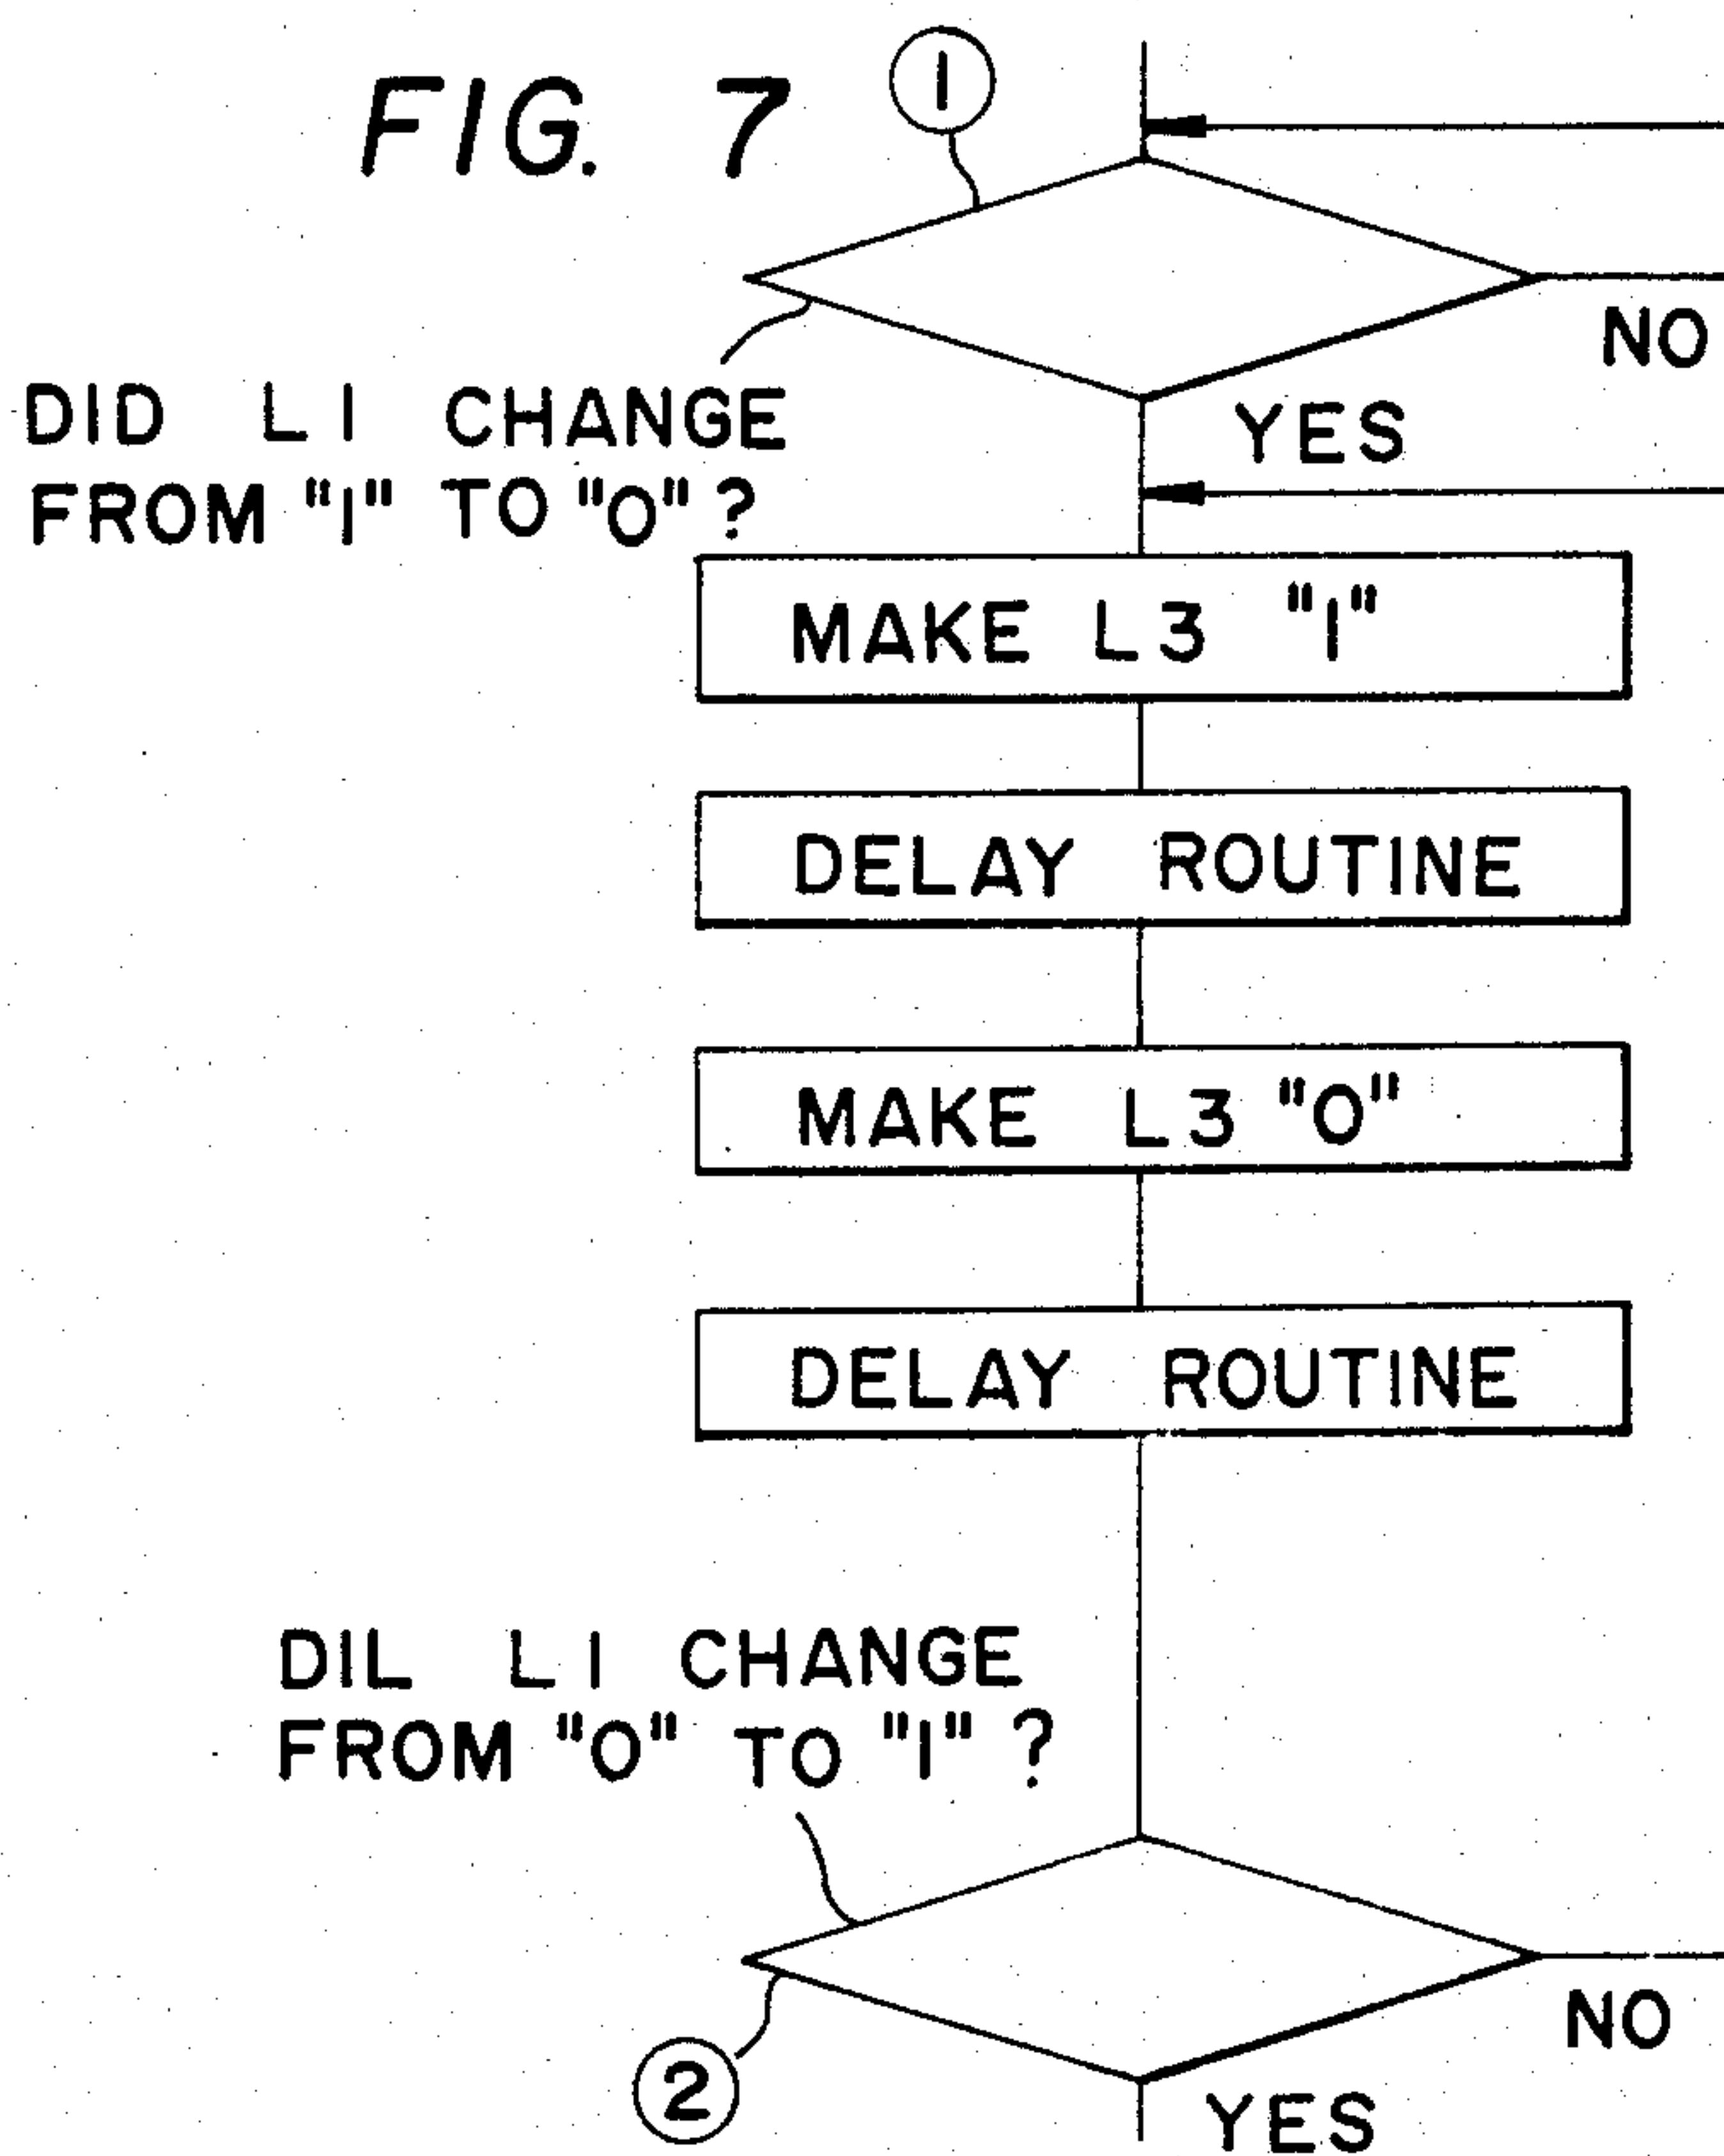 FIG. 7
1
NO
DID L1 CHANGE
FROM "1" TO "0"?
YES
MAKE L3 "1"
DELAY ROUTINE
MAKE L3 "0"
DELAY ROUTINE
DIL L1 CHANGE
FROM "0" TO "1"?
NO
2
YES